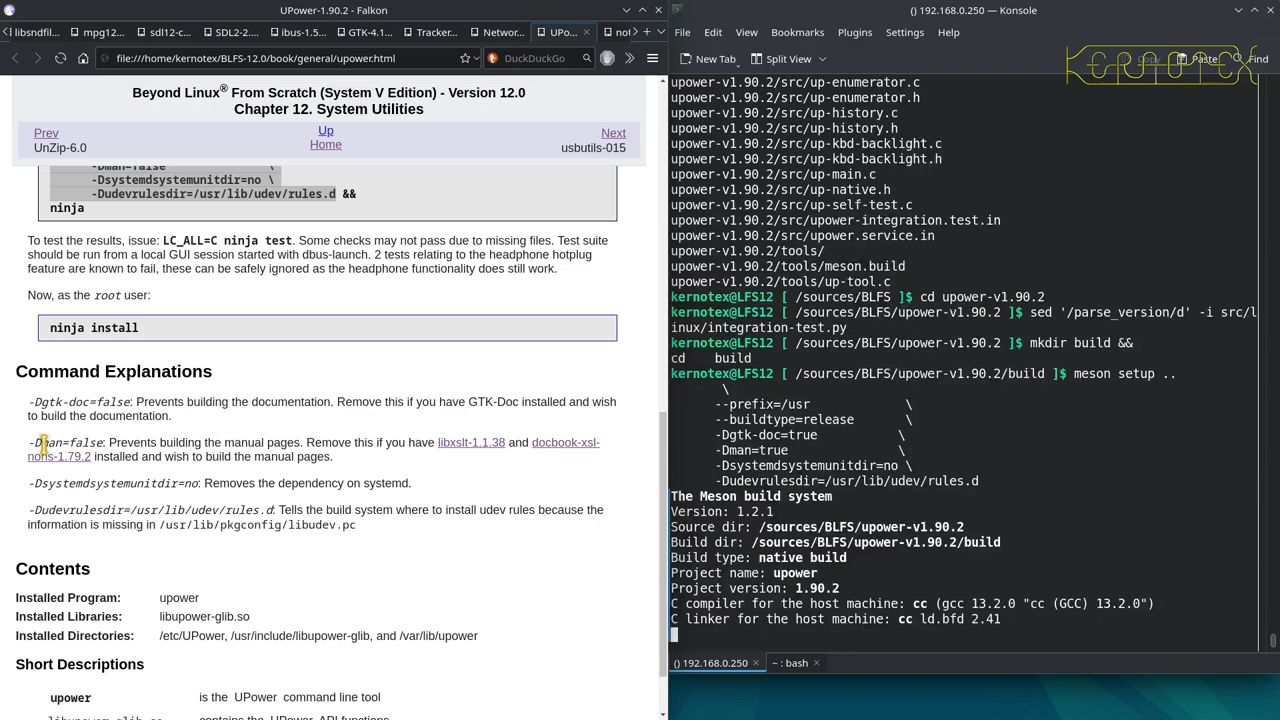 UPower-1.90.2 - Falkon
libsndfil...
mpg12...
sdl12-c...
SDL2-2....
ibus-1.5...
GTK-4.1...
Tracker...
Networ...
UPo...
not
file:///home/kernotex/BLFS-12.0/book/general/upower.html
DuckDuckGo
Beyond Linux® From Scratch (System V Edition) - Version 12.0
Chapter 12. System Utilities
Prev
Up
Next
UnZip-6.0
Home
usbutils-015
-Dman=false \
-Dsystemdsystemunitdir=no \
-Dudevrulesdir=/usr/lib/udev/rules.d &&
ninja
To test the results, issue: LC_ALL=C ninja test. Some checks may not pass due to missing files. Test suite
should be run from a local GUI session started with dbus-launch. 2 tests relating to the headphone hotplug
feature are known to fail, these can be safely ignored as the headphone functionality does still work.
Now, as the root user:
ninja install
Command Explanations
-Dgtk-doc=false: Prevents building the documentation. Remove this if you have GTK-Doc installed and wish
to build the documentation.
-Dman=false: Prevents building the manual pages. Remove this if you have libxslt-1.1.38 and docbook-xsl-
nons-1.79.2 installed and wish to build the manual pages.
-Dsystemdsystemunitdir=no: Removes the dependency on systemd.
-Dudevrulesdir=/usr/lib/udev/rules.d: Tells the build system where to install udev rules because the
information is missing in /usr/lib/pkgconfig/libudev.pc
Contents
Installed Program: upower
Installed Libraries: libupower-glib.so
Installed Directories: /etc/UPower, /usr/include/libupower-glib, and /var/lib/upower
Short Descriptions
upower is the UPower command line tool
libupower-glib.so contains the UPower API functions
() 192.168.0.250 — Konsole
File Edit View Bookmarks Plugins Settings Help
New Tab
Split View
Copy
Paste
Find
KERNOTEX
upower-v1.90.2/src/up-enumerator.c
upower-v1.90.2/src/up-enumerator.h
upower-v1.90.2/src/up-history.c
upower-v1.90.2/src/up-history.h
upower-v1.90.2/src/up-kbd-backlight.c
upower-v1.90.2/src/up-kbd-backlight.h
upower-v1.90.2/src/up-main.c
upower-v1.90.2/src/up-native.h
upower-v1.90.2/src/up-self-test.c
upower-v1.90.2/src/upower-integration.test.in
upower-v1.90.2/src/upower.service.in
upower-v1.90.2/tools/
upower-v1.90.2/tools/meson.build
upower-v1.90.2/tools/up-tool.c
kernotex@LFS12 [ /sources/BLFS ]$ cd upower-v1.90.2
kernotex@LFS12 [ /sources/BLFS/upower-v1.90.2 ]$ sed '/parse_version/d' -i src/l
inux/integration-test.py
kernotex@LFS12 [ /sources/BLFS/upower-v1.90.2 ]$ mkdir build &&
cd    build
kernotex@LFS12 [ /sources/BLFS/upower-v1.90.2/build ]$ meson setup ..
\
--prefix=/usr \
--buildtype=release \
-Dgtk-doc=true \
-Dman=true \
-Dsystemdsystemunitdir=no \
-Dudevrulesdir=/usr/lib/udev/rules.d
The Meson build system
Version: 1.2.1
Source dir: /sources/BLFS/upower-v1.90.2
Build dir: /sources/BLFS/upower-v1.90.2/build
Build type: native build
Project name: upower
Project version: 1.90.2
C compiler for the host machine: cc (gcc 13.2.0 "cc (GCC) 13.2.0")
C linker for the host machine: cc ld.bfd 2.41
() 192.168.0.250
~ : bash